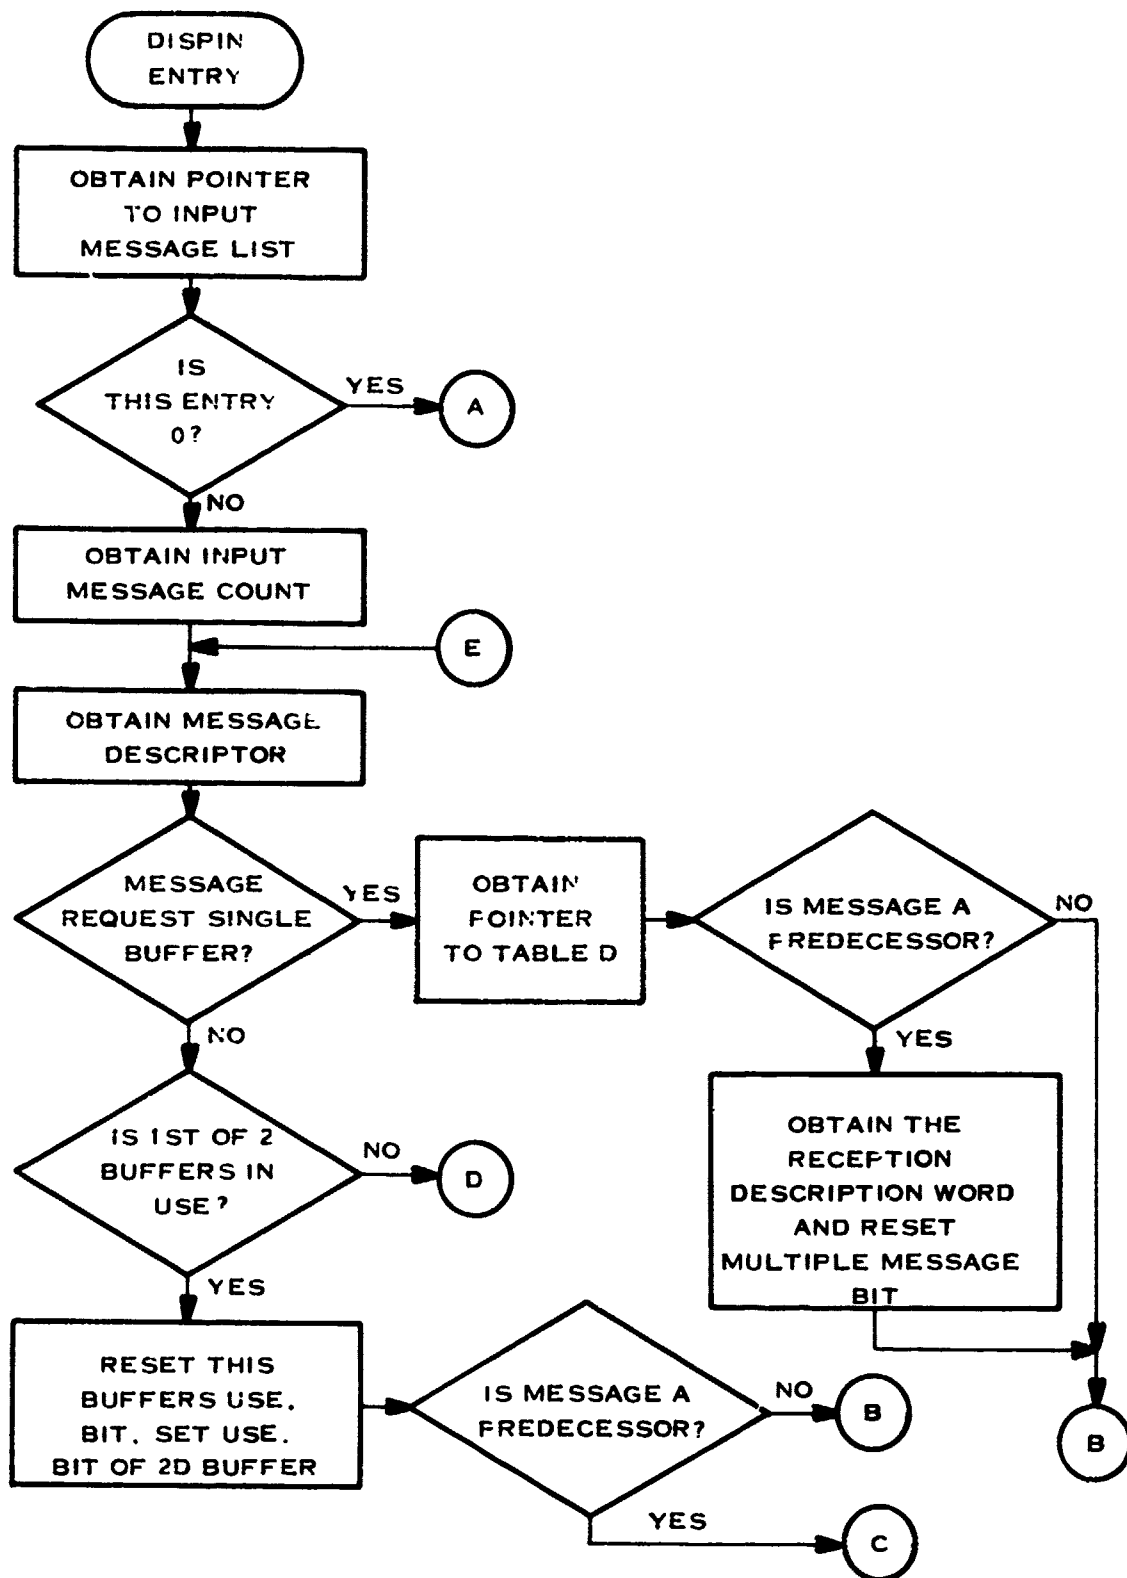 DISPIN
ENTRY
OBTAIN POINTER
TO INPUT
MESSAGE LIST
IS
THIS ENTRY
0?
YES
A
NO
OBTAIN INPUT
MESSAGE COUNT
E
OBTAIN MESSAGE
DESCRIPTOR
MESSAGE
REQUEST SINGLE
BUFFER?
YES
OBTAIN
POINTER
TO TABLE D
IS MESSAGE A
PREDECESSOR?
NO
YES
OBTAIN THE
RECEPTION
DESCRIPTION WORD
AND RESET
MULTIPLE MESSAGE
BIT
B
NO
IS 1ST OF 2
BUFFERS IN
USE?
NO
D
YES
RESET THIS
BUFFERS USE.
BIT. SET USE.
BIT OF 2D BUFFER
IS MESSAGE A
PREDECESSOR?
NO
B
YES
C